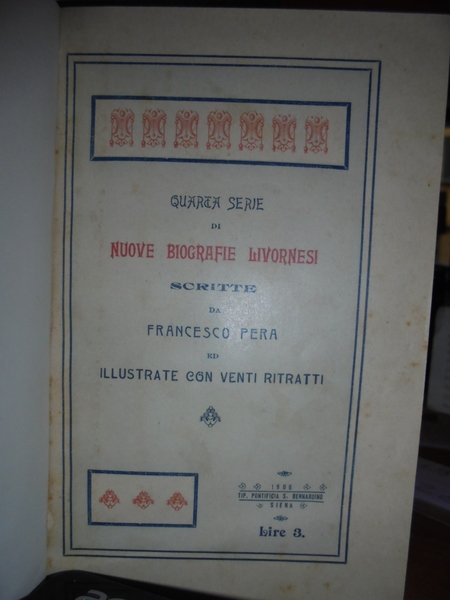 QUARTA SERIE
DI
NUOVE BIOGRAFIE LIVORNESI
SCRITTE
DA
FRANCESCO PERA
ED
ILLUSTRATE CON VENTI RITRATTI
1906
TIP. PONTIFICIA S. BERNARDINO
SIENA
Lire 3.